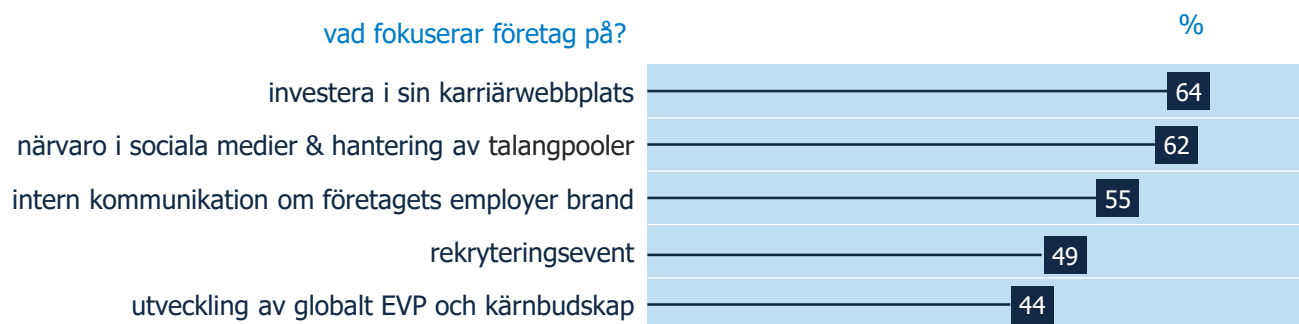 vad fokuserar företag på? %
investera i sin karriärwebbplats 64
närvaro i sociala medier & hantering av talangpooler 62
intern kommunikation om företagets employer brand 55
rekryteringsevent 49
utveckling av globalt EVP och kärnbudskap 44